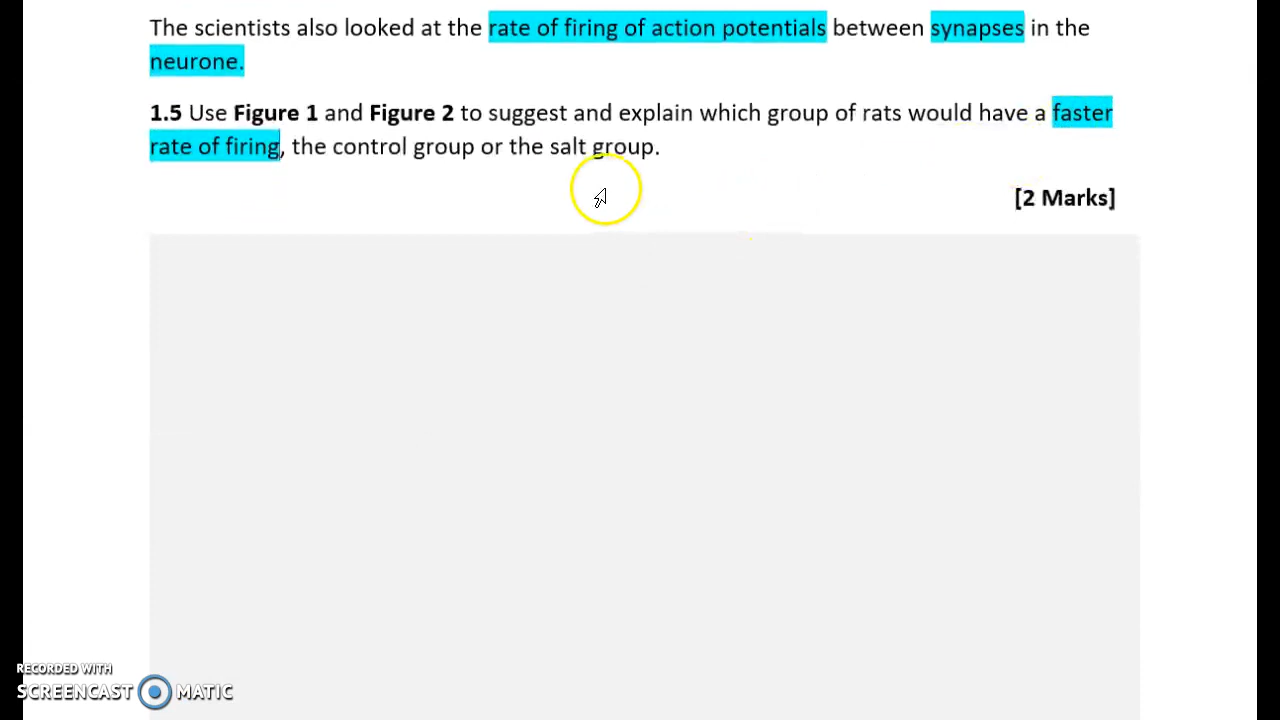 The scientists also looked at the rate of firing of action potentials between synapses in the
neurone.
1.5 Use Figure 1 and Figure 2 to suggest and explain which group of rats would have a faster
rate of firing, the control group or the salt group.
[2 Marks]
RECORDED WITH
SCREENCAST MATIC